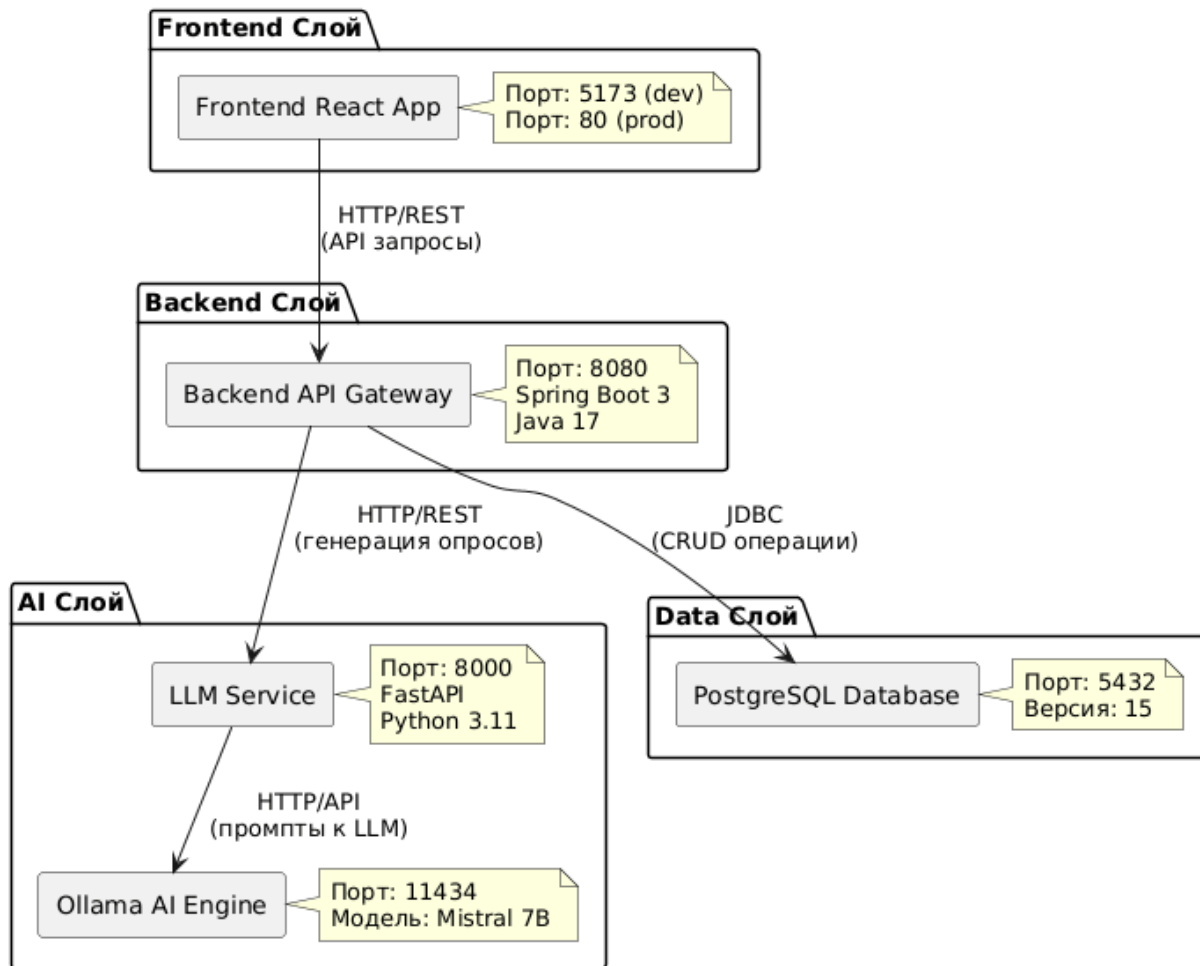 Frontend Слой
Frontend React App
Порт: 5173 (dev)
Порт: 80 (prod)
HTTP/REST
(API запросы)
Backend Слой
Backend API Gateway
Порт: 8080
Spring Boot 3
Java 17
HTTP/REST
(генерация опросов)
JDBC
(CRUD операции)
AI Слой
LLM Service
Порт: 8000
FastAPI
Python 3.11
Data Слой
PostgreSQL Database
Порт: 5432
Версия: 15
HTTP/API
(промпты к LLM)
Ollama AI Engine
Порт: 11434
Модель: Mistral 7B